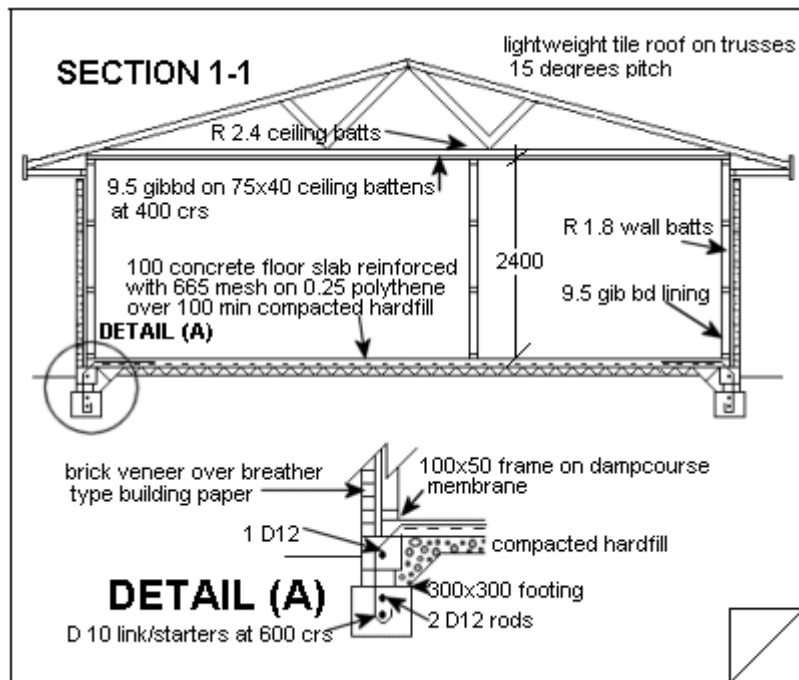 SECTION 1-1
lightweight tile roof on trusses
15 degrees pitch
R 2.4 ceiling batts
9.5 gibbd on 75x40 ceiling battens
at 400 crs
R 1.8 wall batts
2400
100 concrete floor slab reinforced
with 665 mesh on 0.25 polythene
over 100 min compacted hardfill
9.5 gib bd lining
DETAIL (A)
brick veneer over breather
type building paper
100x50 frame on dampcourse
membrane
1 D12
compacted hardfill
DETAIL (A)
300x300 footing
2 D12 rods
D 10 link/starters at 600 crs